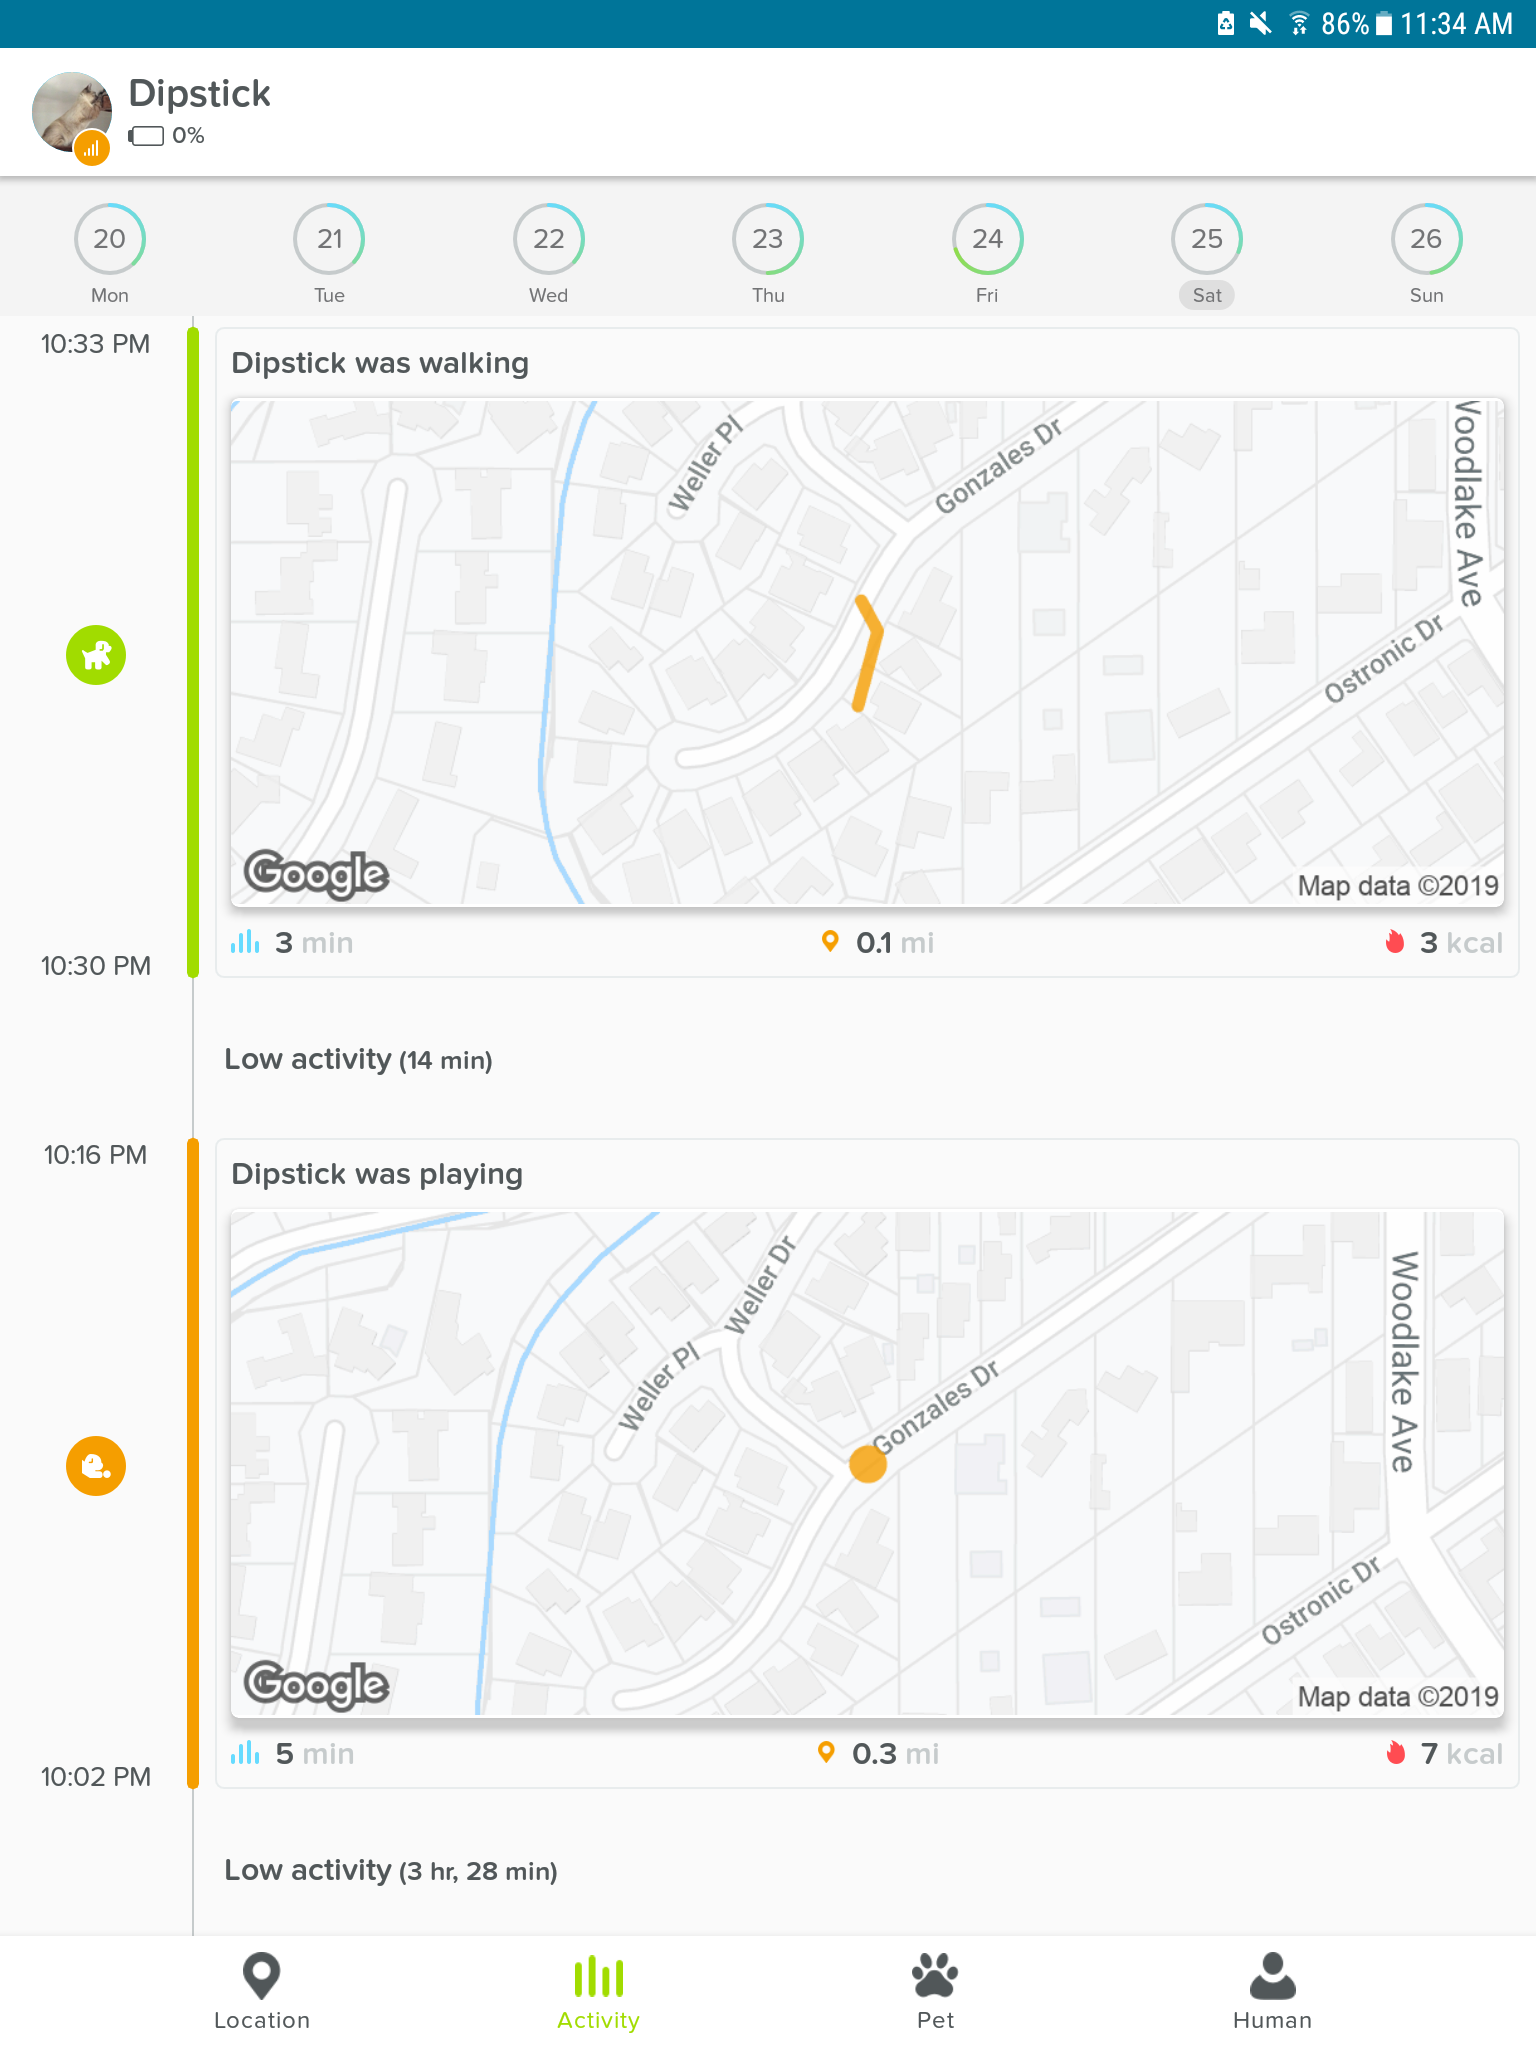 86% 11:34 AM
Dipstick
0%
20 21 22 23 24 25 26
Mon Tue Wed Thu Fri Sat Sun
10:33 PM
Dipstick was walking
Weller Pl
Gonzales Dr
Woodlake Ave
Ostronic Dr
Google
Map data ©2019
3 min 0.1 mi 3 kcal
10:30 PM
Low activity (14 min)
10:16 PM
Dipstick was playing
Weller Dr
Weller Pl
Gonzales Dr
Woodlake Ave
Ostronic Dr
Google
Map data ©2019
5 min 0.3 mi 7 kcal
10:02 PM
Low activity (3 hr, 28 min)
Location Activity Pet Human